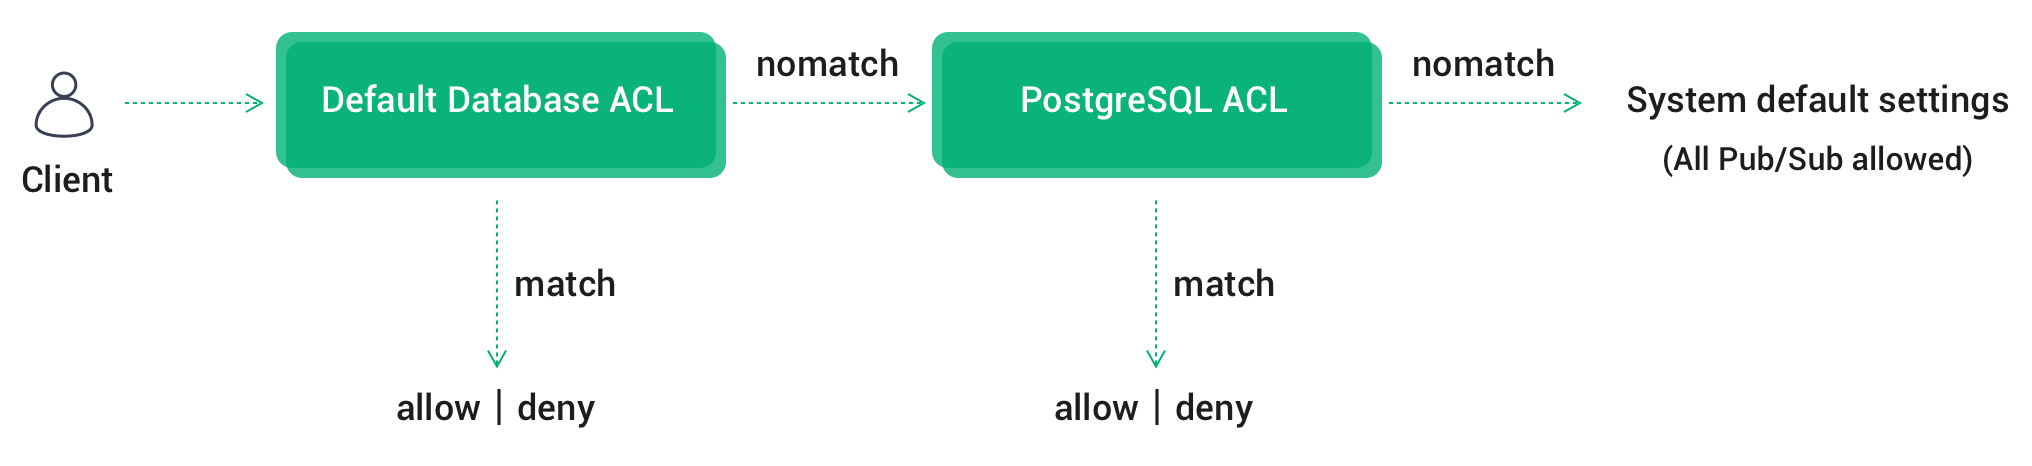 Client
Default Database ACL
nomatch
PostgreSQL ACL
nomatch
System default settings
(All Pub/Sub allowed)
match
allow | deny
match
allow | deny